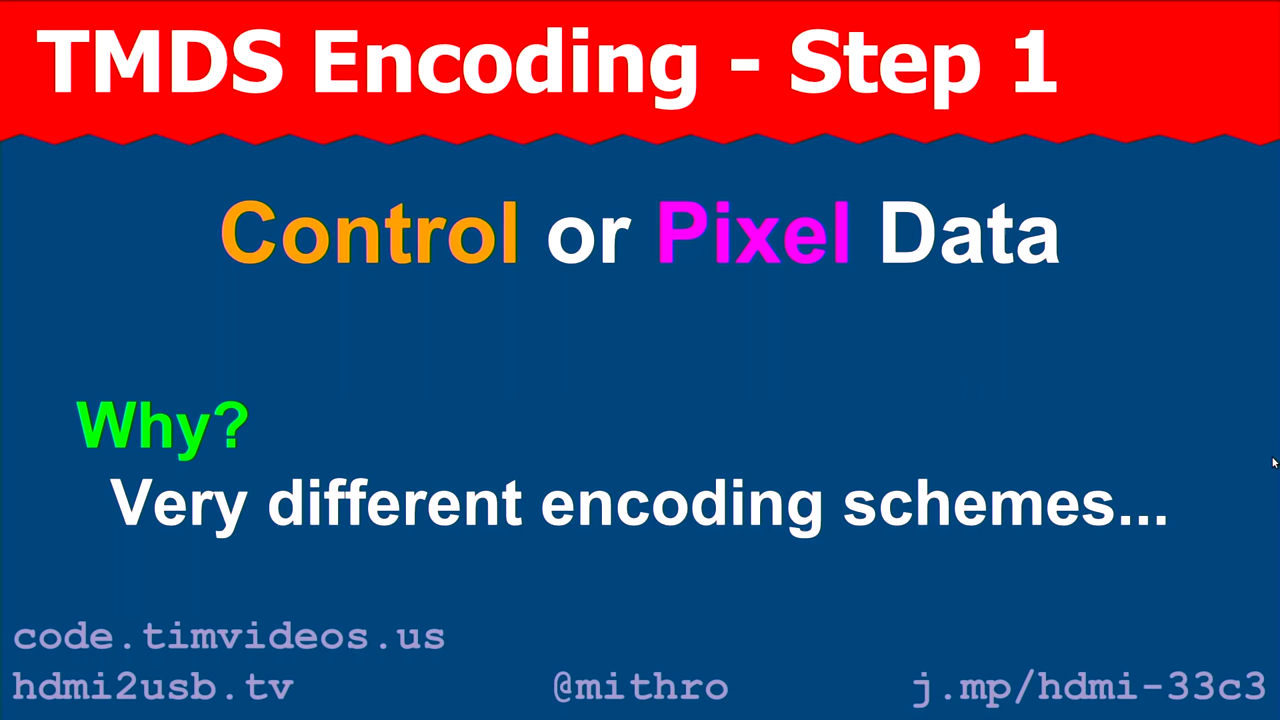 TMDS Encoding - Step 1
Control or Pixel Data
Why?
Very different encoding schemes...
code.timvideos.us
hdmi2usb.tv @mithro j.mp/hdmi-33c3